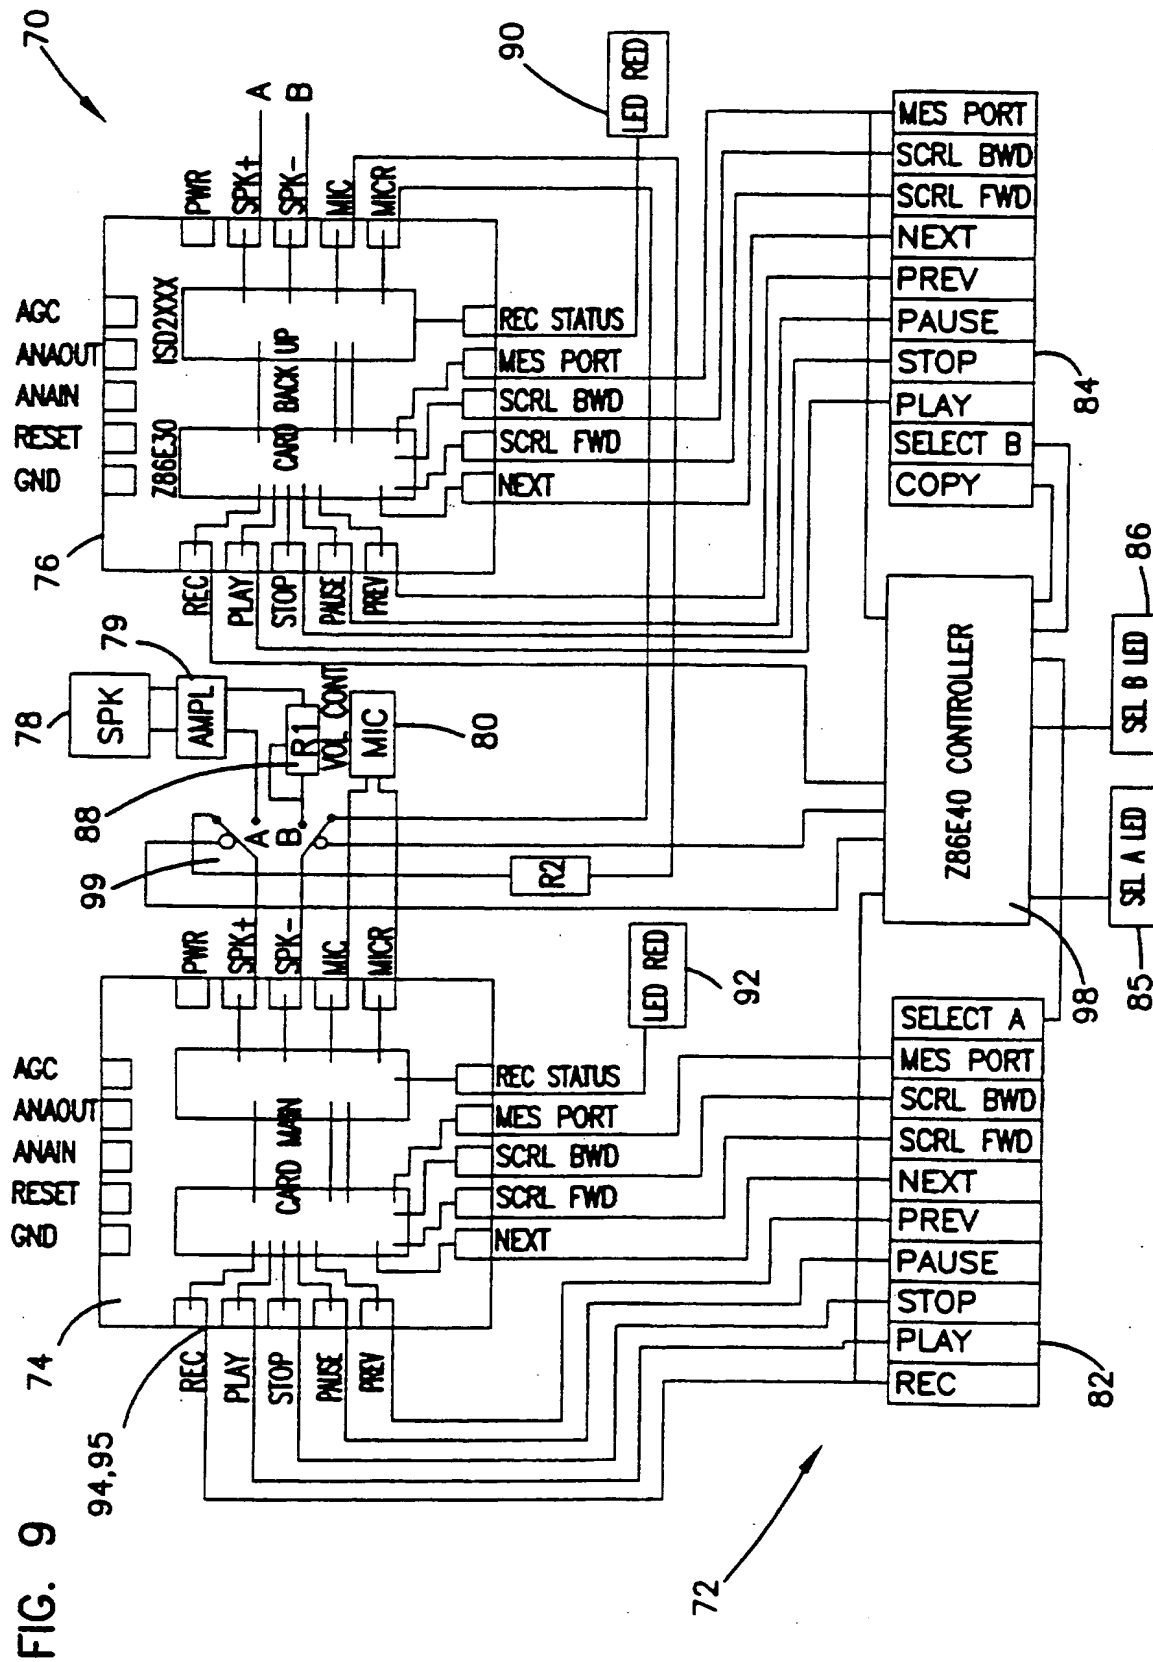 FIG. 9
70
72
74
94,95
GND
RESET
ANAIN
ANAOUT
AGC
CARD MAIN
PWR
SPK+
SPK-
MIC
MICR
REC
PLAY
STOP
PAUSE
PREV
NEXT
SCRL FWD
SCRL BWD
MES PORT
REC STATUS
LED RED
92
99
88
78
SPK
79
AMPL
R1
VOL CONT
A
B
MIC
80
R2
76
GND
RESET
ANAIN
ANAOUT
AGC
Z86E30
ISD2XXX
CARD BACK UP
PWR
SPK+
SPK-
MIC
MICR
A
B
REC
PLAY
STOP
PAUSE
PREV
NEXT
SCRL FWD
SCRL BWD
MES PORT
REC STATUS
LED RED
90
REC
PLAY
STOP
PAUSE
PREV
NEXT
SCRL FWD
SCRL BWD
MES PORT
SELECT A
82
Z86E40 CONTROLLER
98
COPY
SELECT B
PLAY
STOP
PAUSE
PREV
NEXT
SCRL FWD
SCRL BWD
MES PORT
84
SEL A LED
85
SEL B LED
86